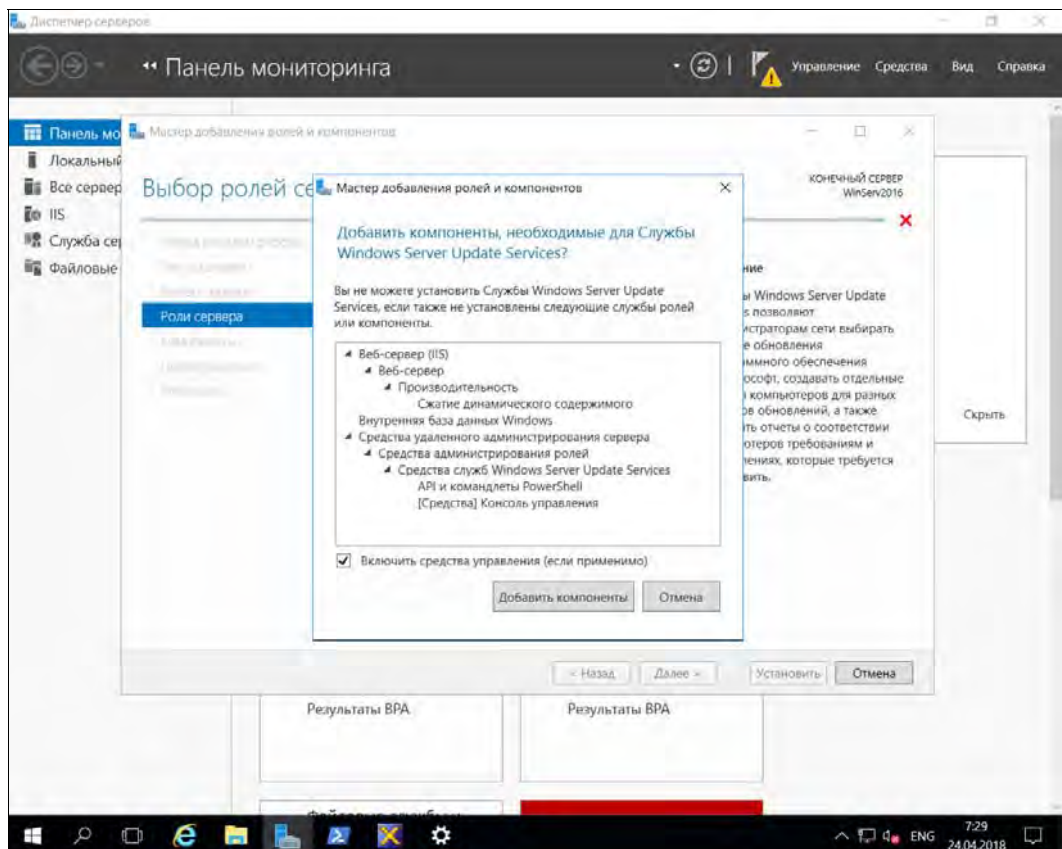 Диспетчер серверов
Панель мониторинга
Управление Средства Вид Справка
Панель мо
Локальный
Все сервер
IIS
Служба сег
Файловые
Мастер добавления ролей и компонентов
Выбор ролей се
КОНЕЧНЫЙ СЕРВЕР
WinServ2016
Роли сервера
Мастер добавления ролей и компонентов
Добавить компоненты, необходимые для Службы
Windows Server Update Services?
Вы не можете установить Службы Windows Server Update
Services, если также не установлены следующие службы ролей
или компоненты.
Веб-сервер (IIS)
Веб-сервер
Производительность
Сжатие динамического содержимого
Внутренняя база данных Windows
Средства удаленного администрирования сервера
Средства администрирования ролей
Средства служб Windows Server Update Services
API и командлеты PowerShell
[Средства] Консоль управления
Включить средства управления (если применимо)
Добавить компоненты Отмена
ние
ы Windows Server Update
s позволяют
истраторам сети выбирать
е обновления
ммного обеспечения
ософт, создавать отдельные
компьютеров для разных
ов обновлений, а также
ть отчеты о соответствии
ютеров требованиям и
лениях, которые требуется
вить.
Скрыть
< Назад Далее > Установить Отмена
Результаты BPA Результаты BPA
ENG
7:29
24.04.2018